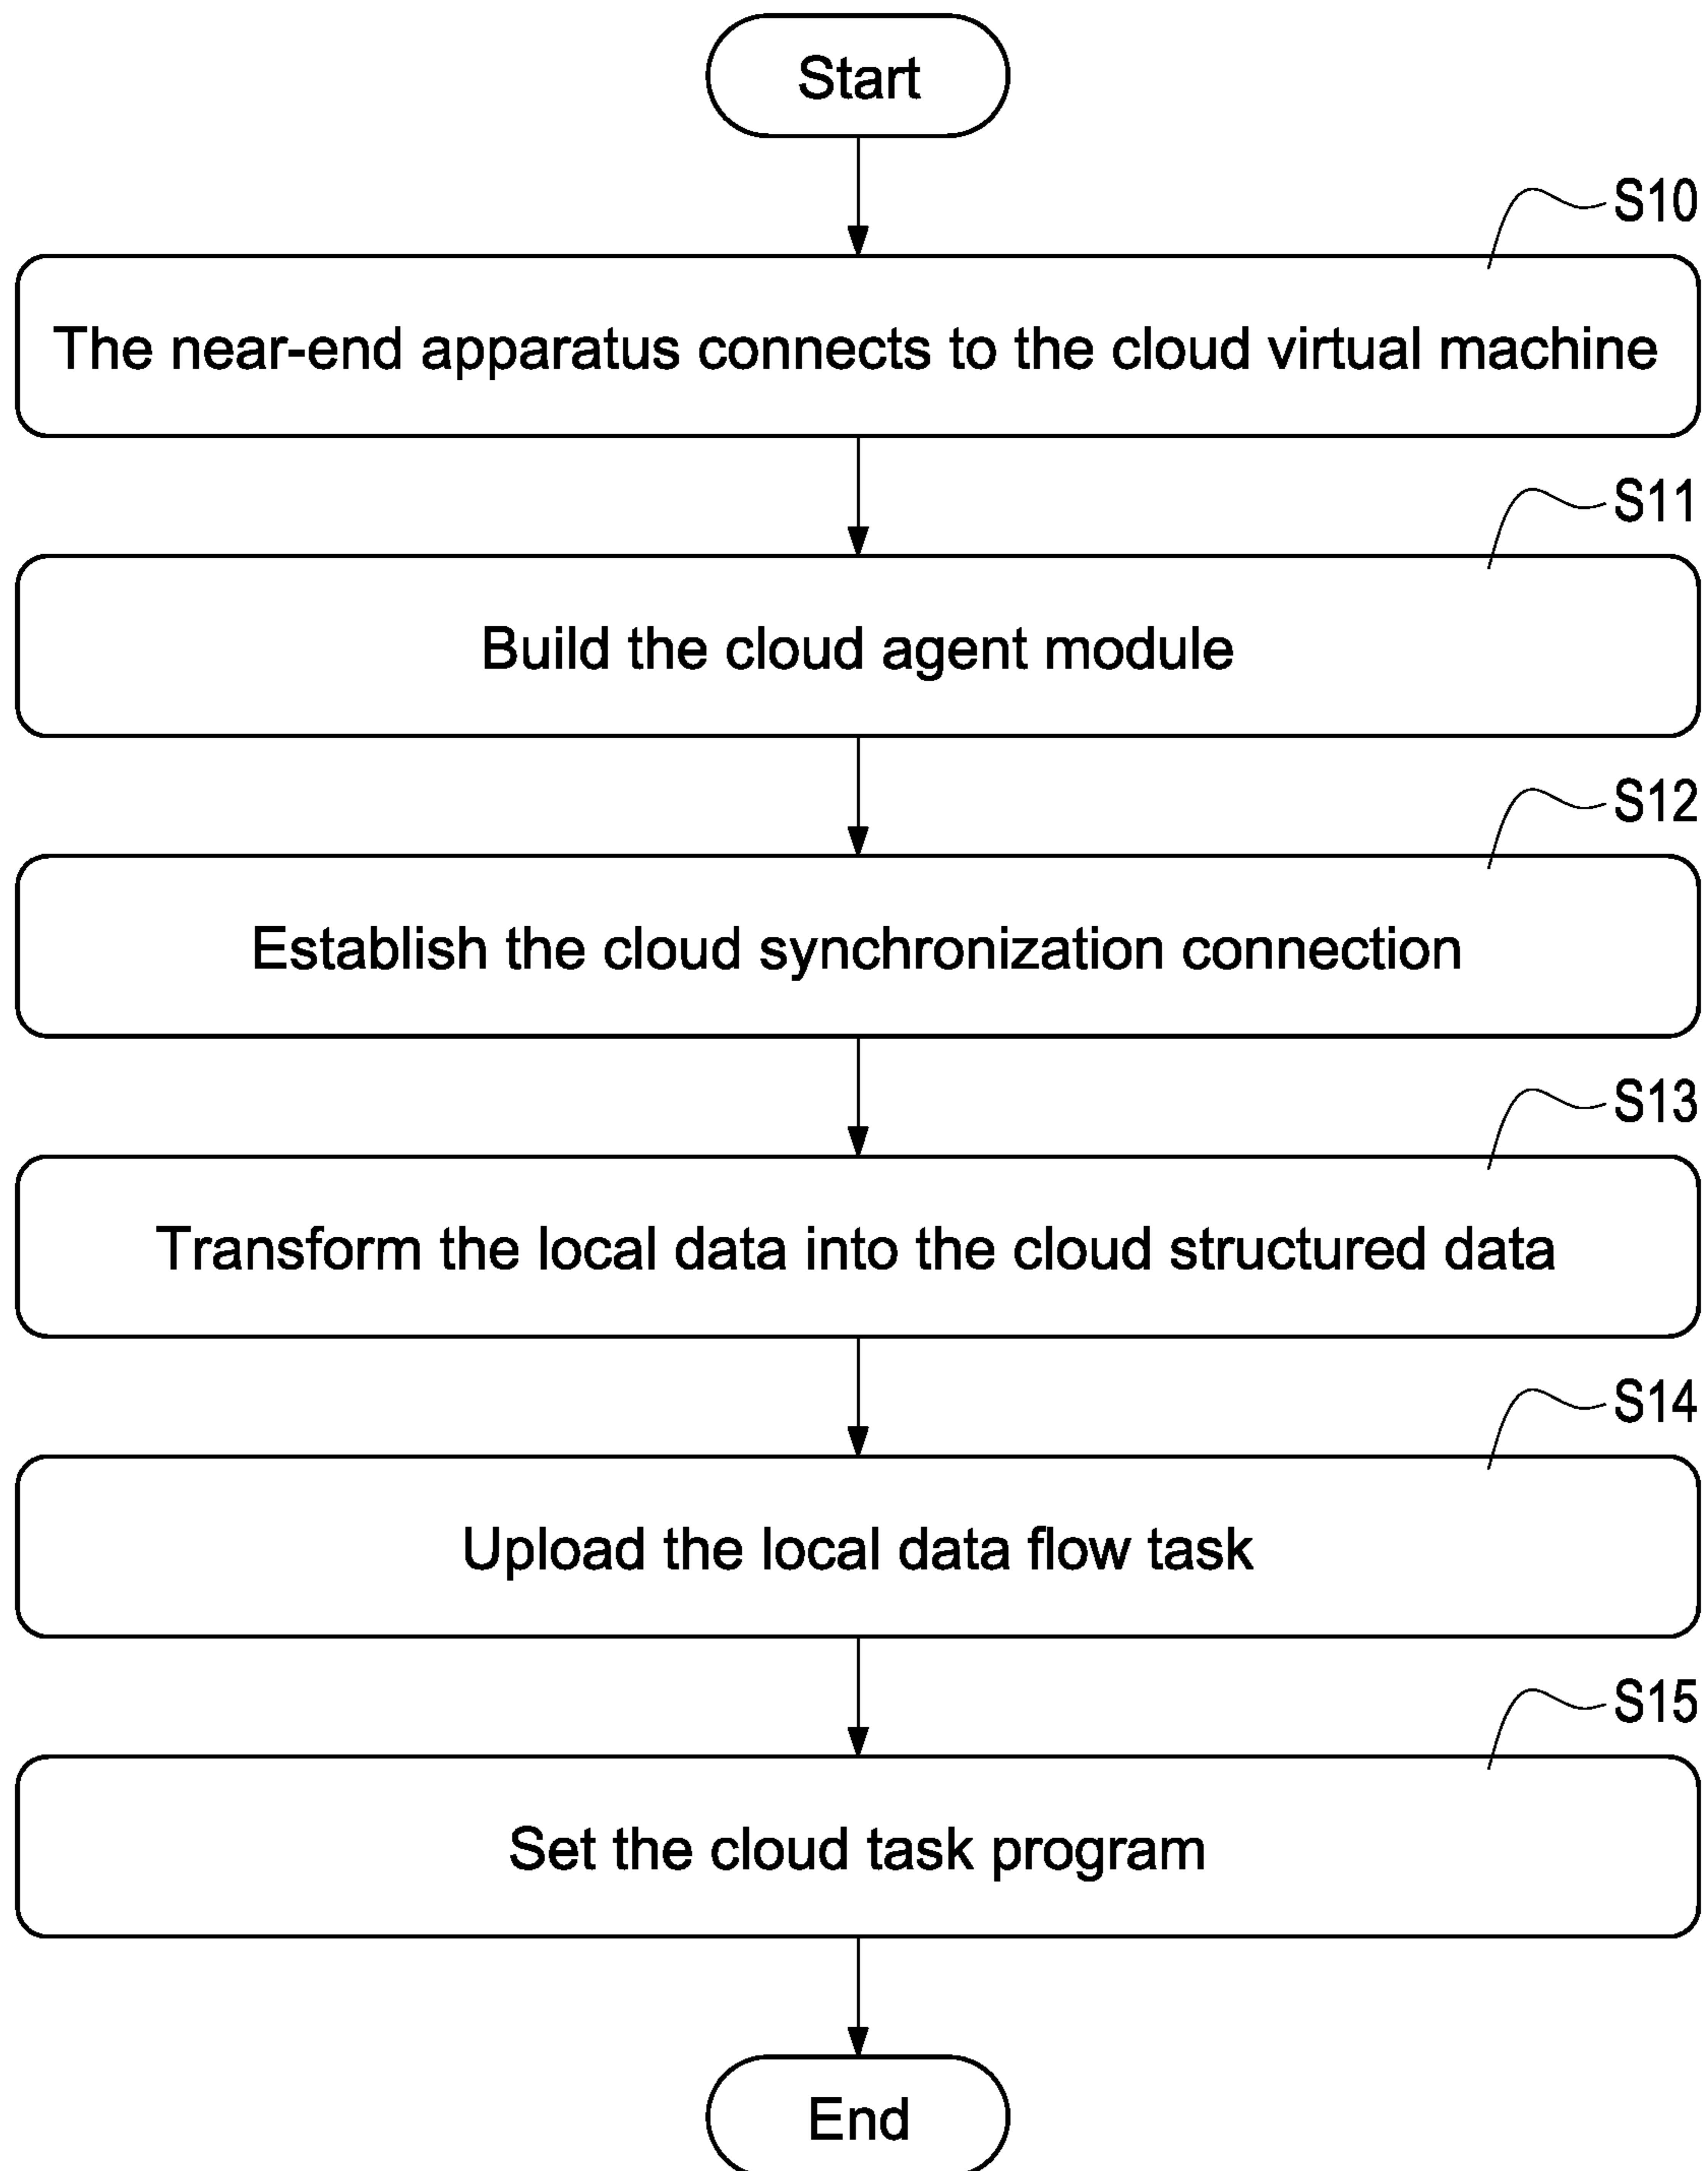 Start
S10
The near-end apparatus connects to the cloud virtual machine
S11
Build the cloud agent module
S12
Establish the cloud synchronization connection
S13
Transform the local data into the cloud structured data
S14
Upload the local data flow task
S15
Set the cloud task program
End